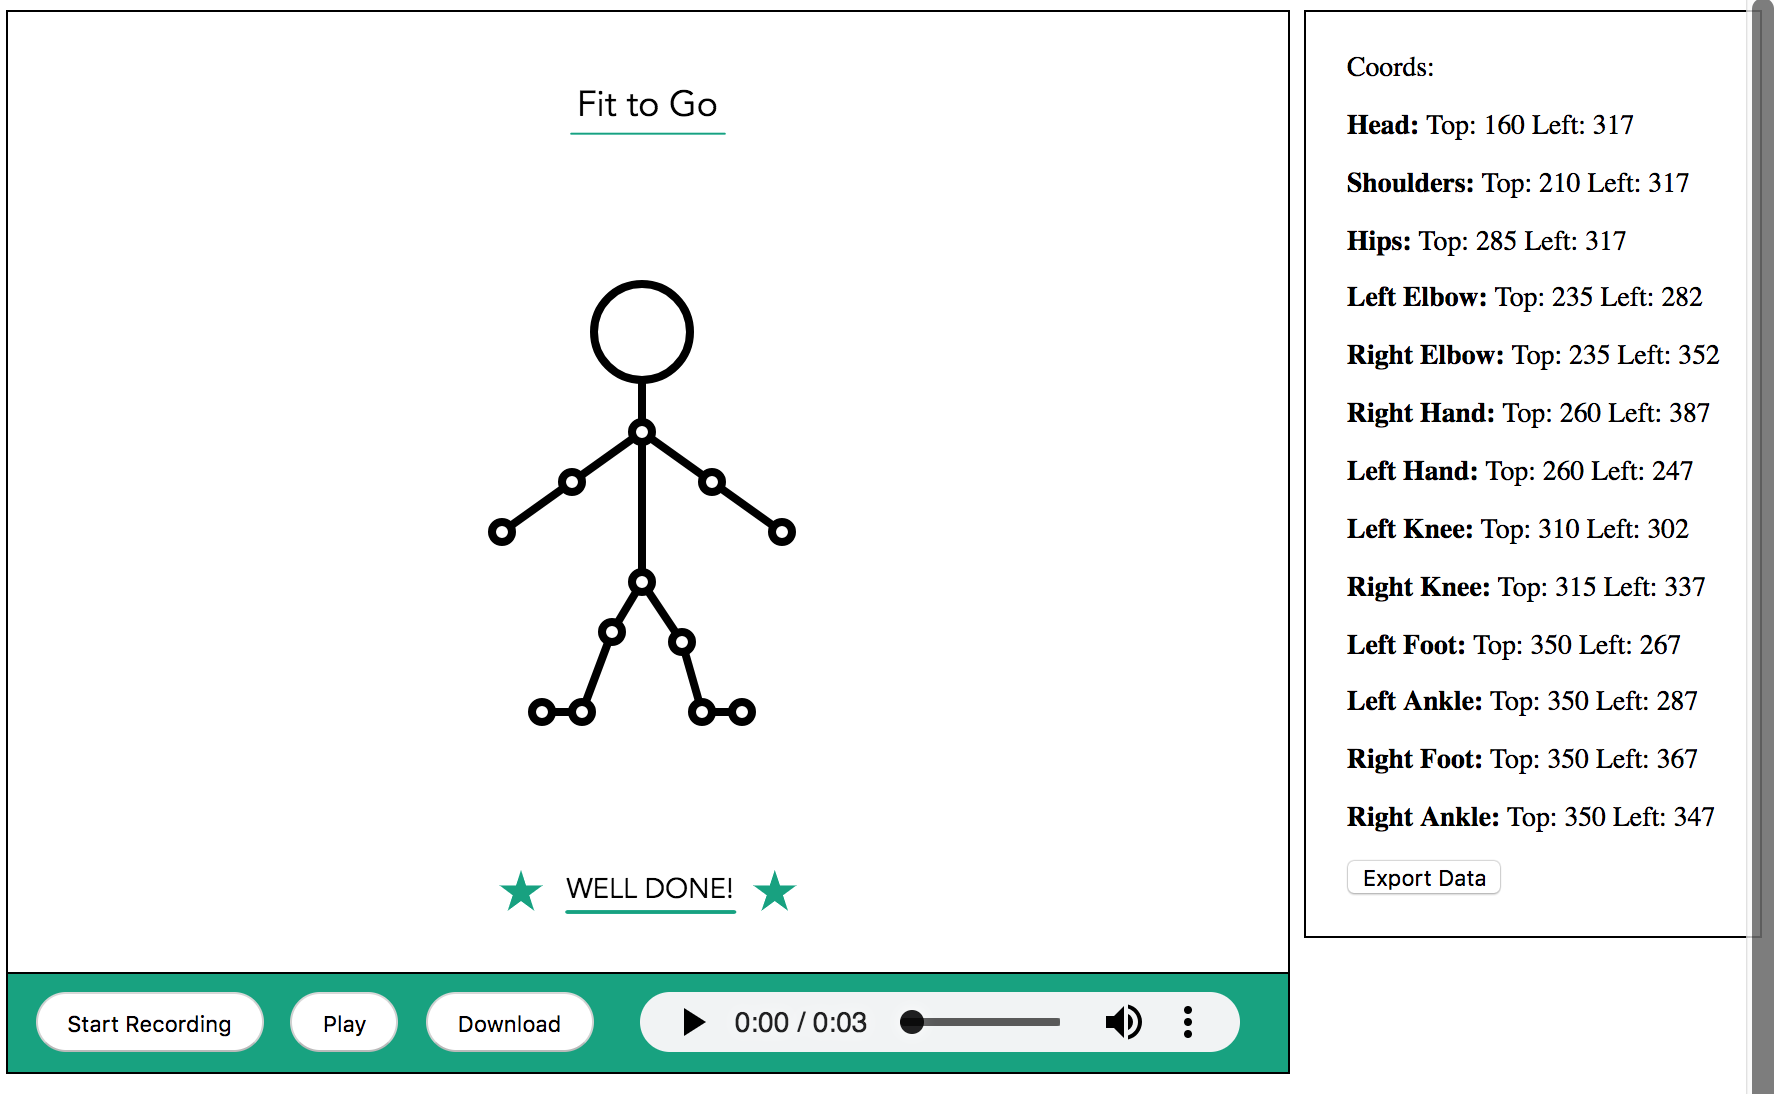 Fit to Go
WELL DONE!
Start Recording
Play
Download
0:00 / 0:03
Coords:
Head: Top: 160 Left: 317
Shoulders: Top: 210 Left: 317
Hips: Top: 285 Left: 317
Left Elbow: Top: 235 Left: 282
Right Elbow: Top: 235 Left: 352
Right Hand: Top: 260 Left: 387
Left Hand: Top: 260 Left: 247
Left Knee: Top: 310 Left: 302
Right Knee: Top: 315 Left: 337
Left Foot: Top: 350 Left: 267
Left Ankle: Top: 350 Left: 287
Right Foot: Top: 350 Left: 367
Right Ankle: Top: 350 Left: 347
Export Data